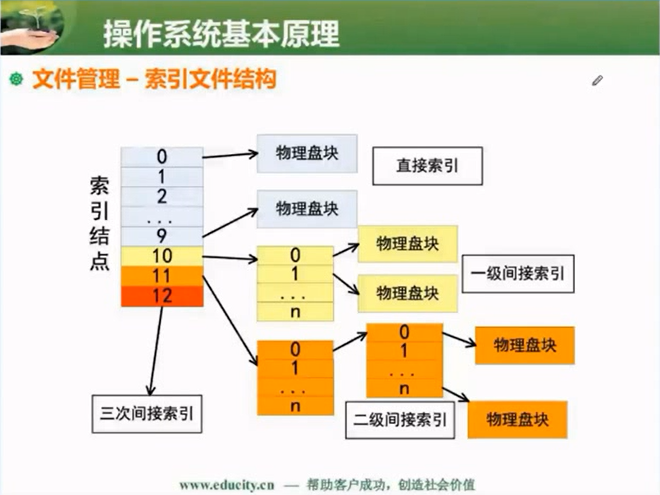 操作系统基本原理
文件管理 – 索引文件结构
索引结点
0
1
2
...
9
10
11
12
物理盘块
直接索引
物理盘块
0
1
...
n
物理盘块
物理盘块
一级间接索引
0
1
...
n
0
1
...
n
物理盘块
物理盘块
二级间接索引
三次间接索引
www.educity.cn — 帮助客户成功，创造社会价值